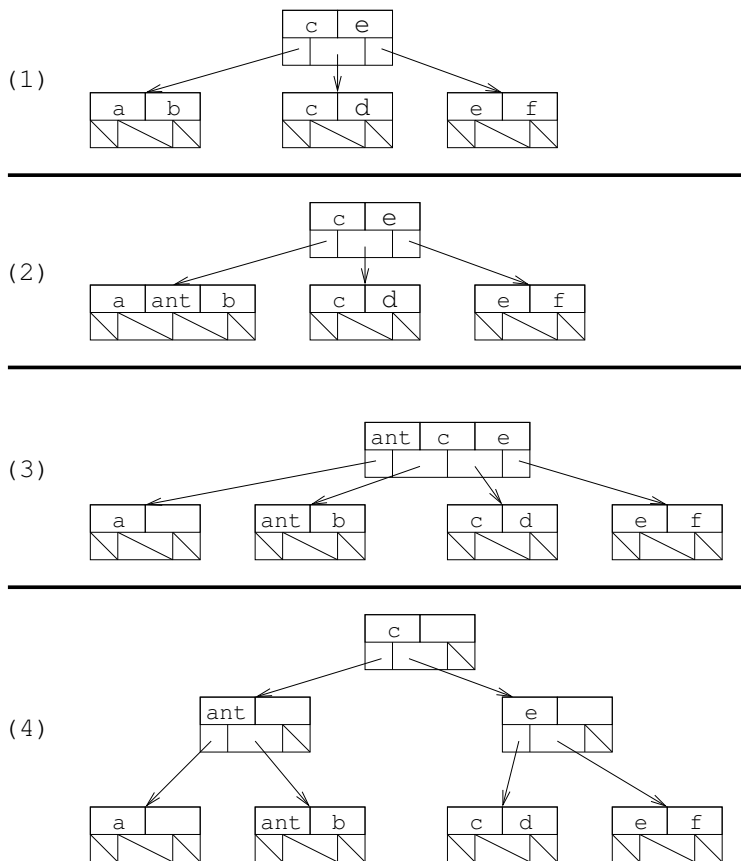 c e
(1)
a b c d e f
c e
(2)
a ant b c d e f
ant c e
(3)
a ant b c d e f
c
ant e
(4)
a ant b c d e f